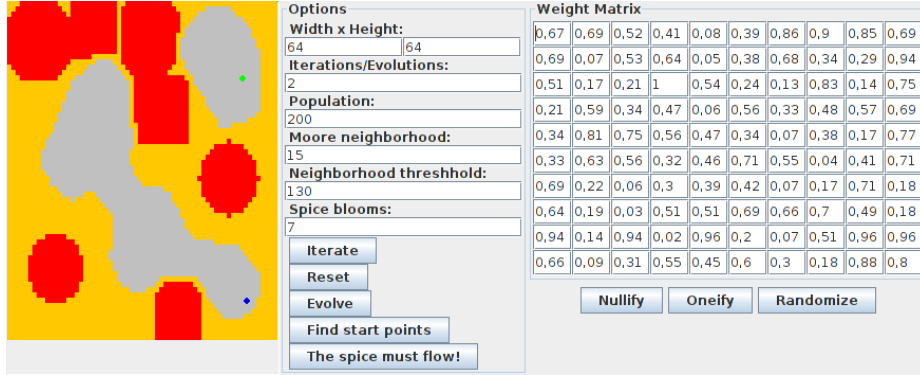 Options
Width x Height:
64 64
Iterations/Evolutions:
2
Population:
200
Moore neighborhood:
15
Neighborhood threshhold:
130
Spice blooms:
7
Iterate
Reset
Evolve
Find start points
The spice must flow!
Weight Matrix
0,67 0,69 0,52 0,41 0,08 0,39 0,86 0,9 0,85 0,69
0,69 0,07 0,53 0,64 0,05 0,38 0,68 0,34 0,29 0,94
0,51 0,17 0,21 1 0,54 0,24 0,13 0,83 0,14 0,75
0,21 0,59 0,34 0,47 0,06 0,56 0,33 0,48 0,57 0,69
0,34 0,81 0,75 0,56 0,47 0,34 0,07 0,38 0,17 0,77
0,33 0,63 0,56 0,32 0,46 0,71 0,55 0,04 0,41 0,71
0,69 0,22 0,06 0,3 0,39 0,42 0,07 0,17 0,71 0,18
0,64 0,19 0,03 0,51 0,51 0,69 0,66 0,7 0,49 0,18
0,94 0,14 0,94 0,02 0,96 0,2 0,07 0,51 0,96 0,96
0,66 0,09 0,31 0,55 0,45 0,6 0,3 0,18 0,88 0,8
Nullify Oneify Randomize